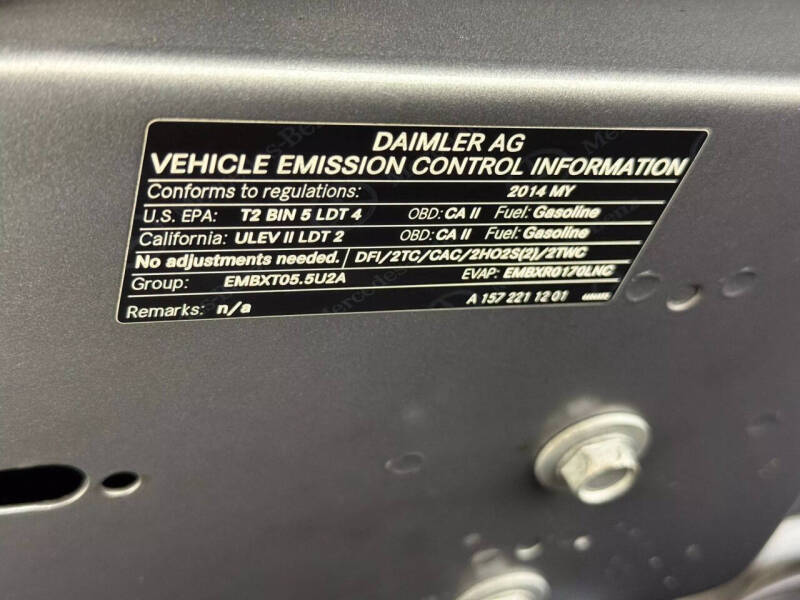 DAIMLER AG
VEHICLE EMISSION CONTROL INFORMATION
Conforms to regulations: 2014 MY
U.S. EPA: T2 BIN 5 LDT 4 OBD: CA II Fuel: Gasoline
California: ULEV II LDT 2 OBD: CA II Fuel: Gasoline
No adjustments needed. DFI/2TC/CAC/2HO2S(2)/2TWC
Group: EMBXT05.5U2A EVAP: EMBXR0170LNC
Remarks: n/a A 157 221 12 01